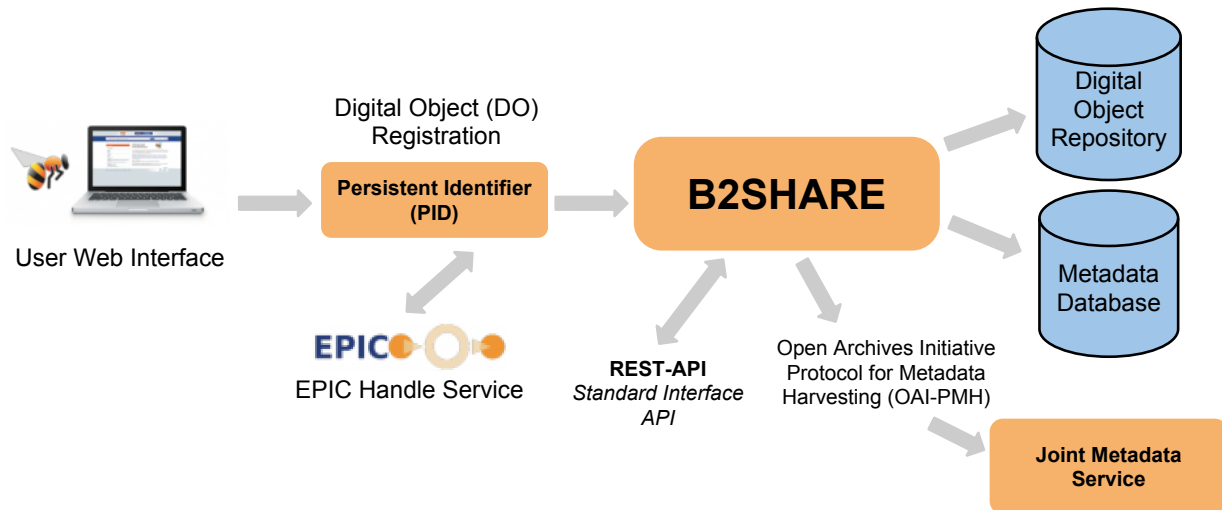 User Web Interface
Digital Object (DO)
Registration
Persistent Identifier
(PID)
EPIC
EPIC Handle Service
B2SHARE
REST-API
Standard Interface
API
Open Archives Initiative
Protocol for Metadata
Harvesting (OAI-PMH)
Joint Metadata
Service
Digital
Object
Repository
Metadata
Database